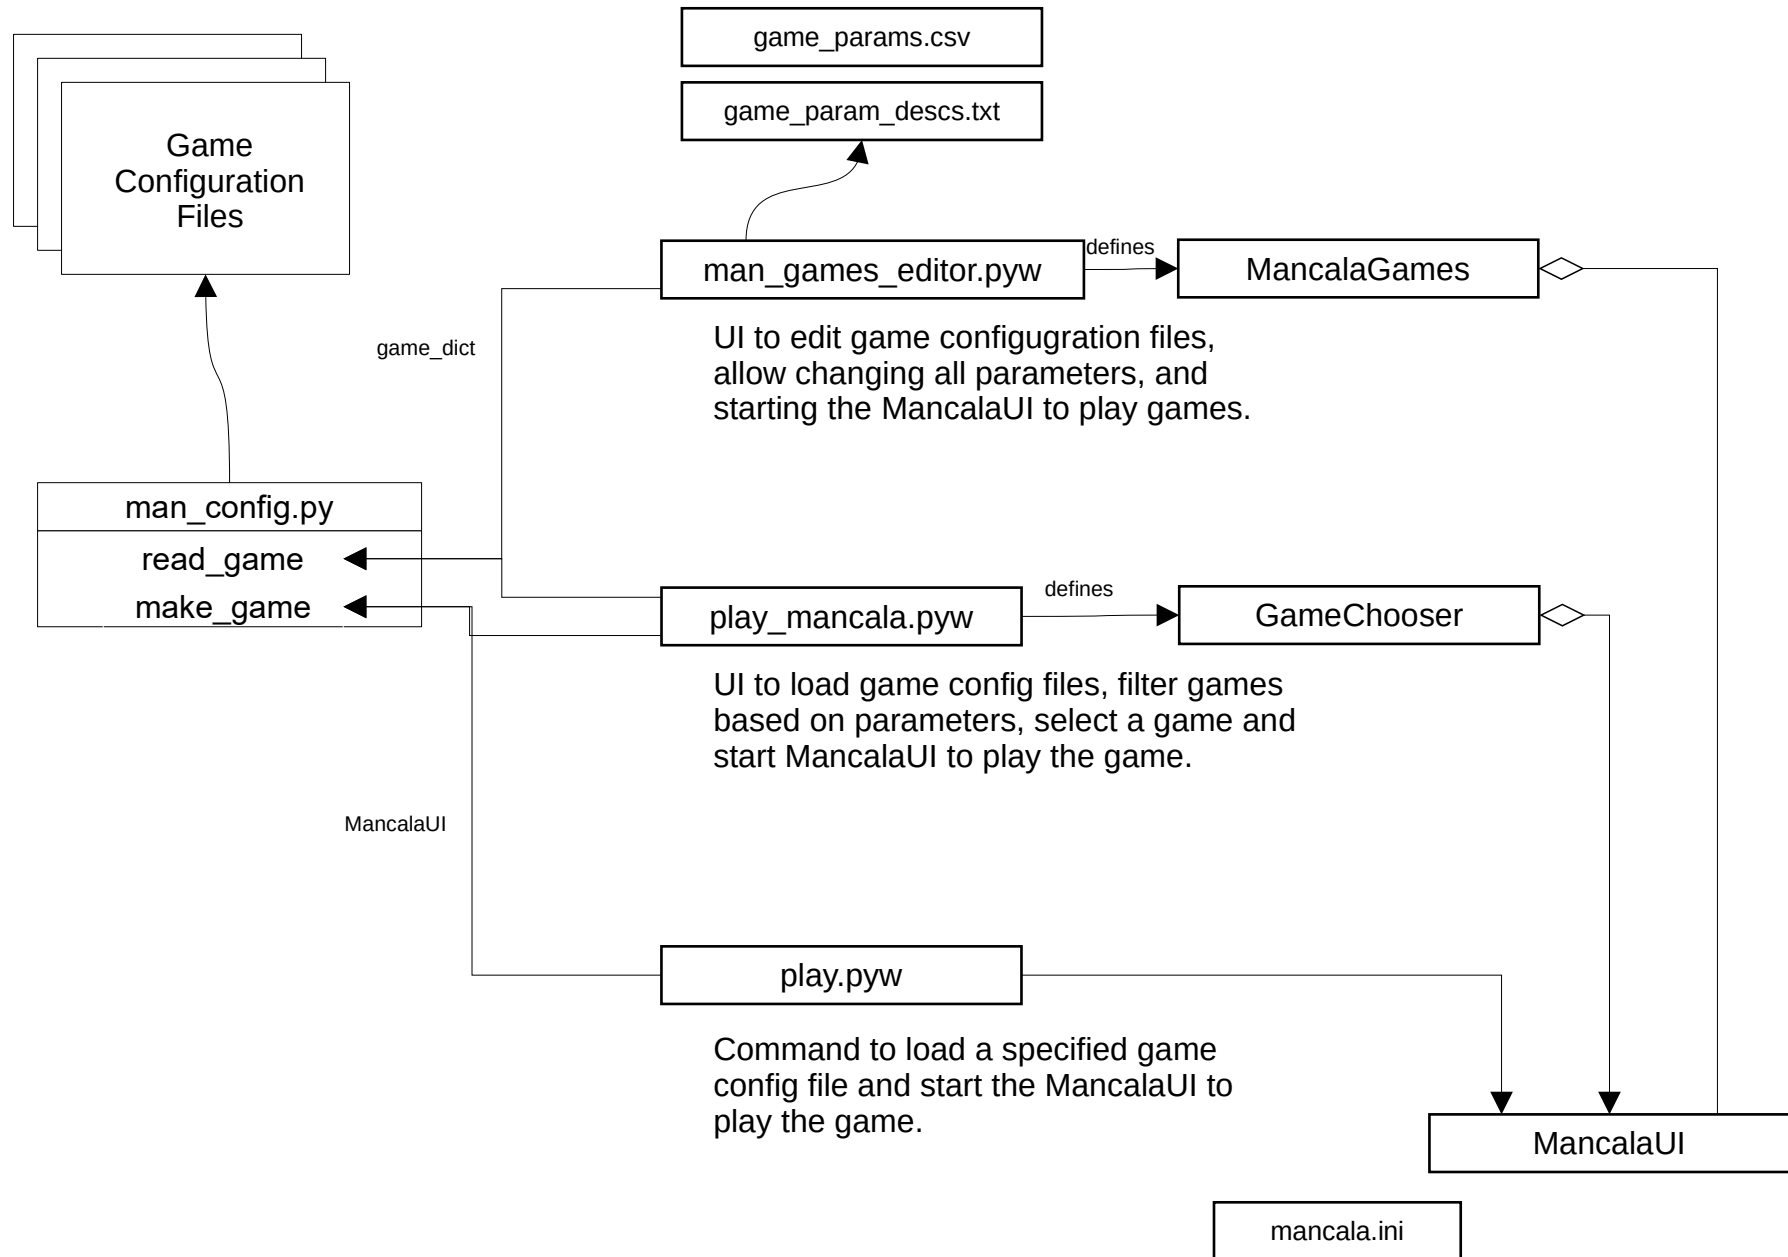 game_params.csv
game_param_descs.txt
Game
Configuration
Files
man_games_editor.pyw
defines
MancalaGames
UI to edit game configugration files,
allow changing all parameters, and
starting the MancalaUI to play games.
game_dict
man_config.py
read_game
make_game
play_mancala.pyw
defines
GameChooser
UI to load game config files, filter games
based on parameters, select a game and
start MancalaUI to play the game.
MancalaUI
play.pyw
Command to load a specified game
config file and start the MancalaUI to
play the game.
MancalaUI
mancala.ini